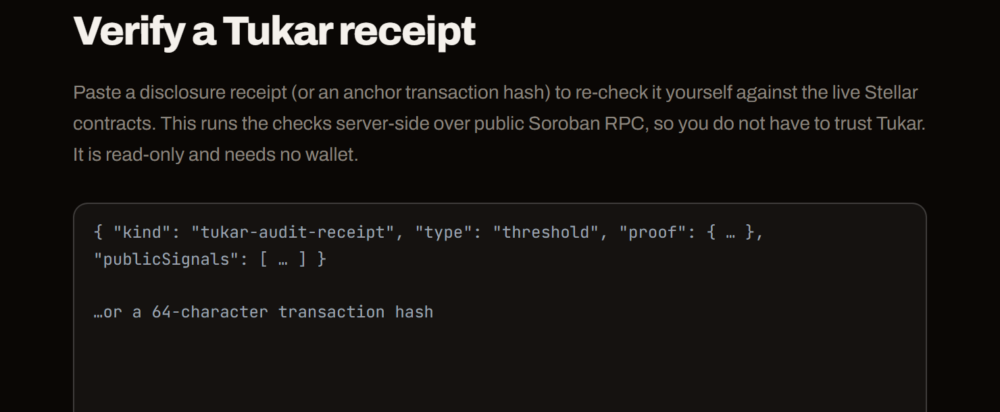 Verify a Tukar receipt
Paste a disclosure receipt (or an anchor transaction hash) to re-check it yourself against the live Stellar
contracts. This runs the checks server-side over public Soroban RPC, so you do not have to trust Tukar.
It is read-only and needs no wallet.
{ "kind": "tukar-audit-receipt", "type": "threshold", "proof": { … },
"publicSignals": [ … ] }
…or a 64-character transaction hash